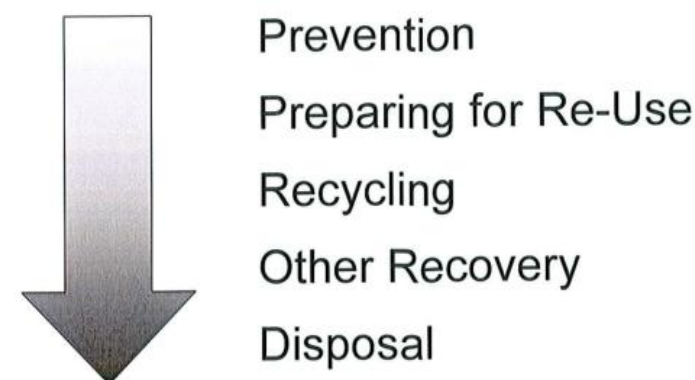 Prevention
Preparing for Re-Use
Recycling
Other Recovery
Disposal